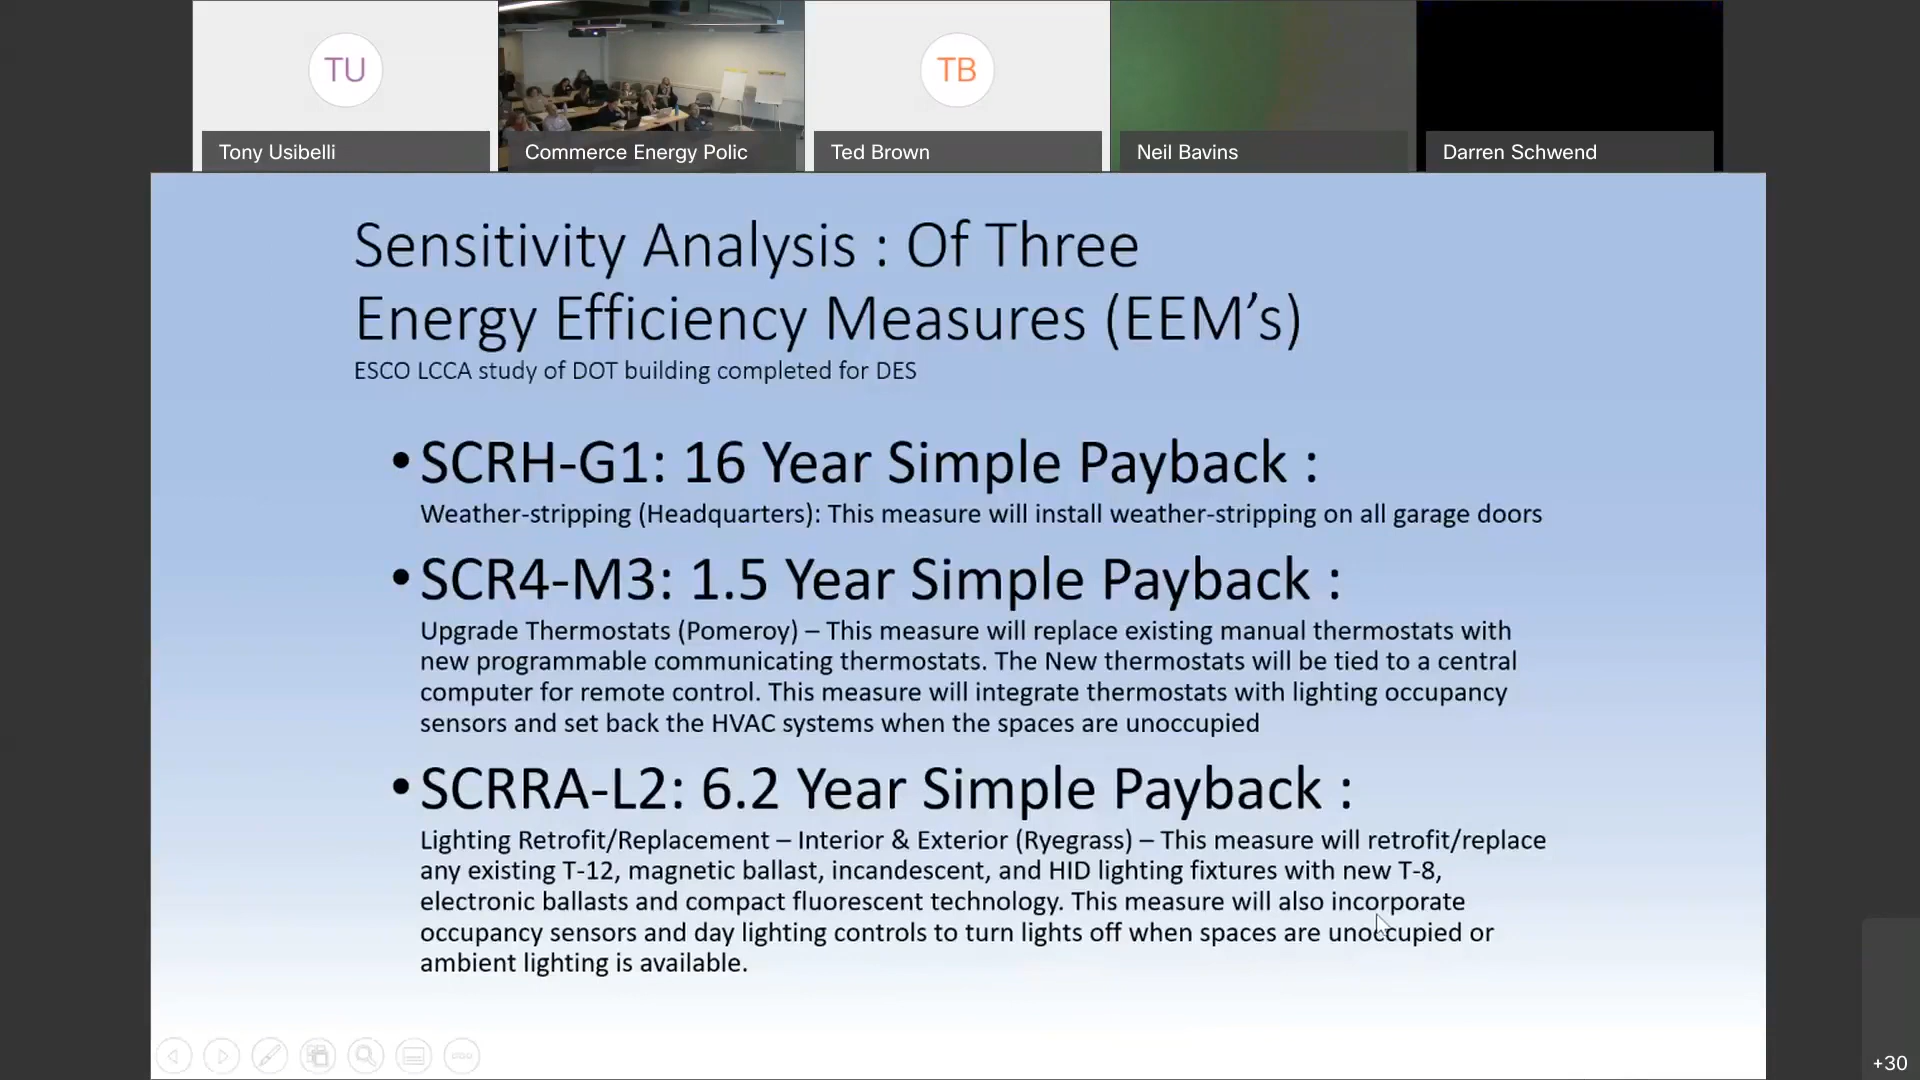 TU
TB
Tony Usibelli
Commerce Energy Polic
Ted Brown
Neil Bavins
Darren Schwend
Sensitivity Analysis : Of Three
Energy Efficiency Measures (EEM’s)
ESCO LCCA study of DOT building completed for DES
• SCRH-G1: 16 Year Simple Payback :
Weather-stripping (Headquarters): This measure will install weather-stripping on all garage doors
• SCR4-M3: 1.5 Year Simple Payback :
Upgrade Thermostats (Pomeroy) – This measure will replace existing manual thermostats with
new programmable communicating thermostats. The New thermostats will be tied to a central
computer for remote control. This measure will integrate thermostats with lighting occupancy
sensors and set back the HVAC systems when the spaces are unoccupied
• SCRRA-L2: 6.2 Year Simple Payback :
Lighting Retrofit/Replacement – Interior & Exterior (Ryegrass) – This measure will retrofit/replace
any existing T-12, magnetic ballast, incandescent, and HID lighting fixtures with new T-8,
electronic ballasts and compact fluorescent technology. This measure will also incorporate
occupancy sensors and day lighting controls to turn lights off when spaces are unoccupied or
ambient lighting is available.
+30